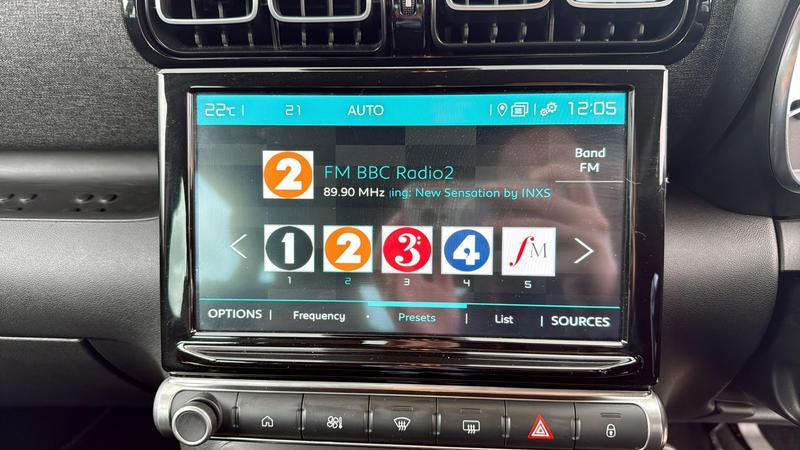 22℃ 21 AUTO 12:05
2 FM BBC Radio2 Band
89.90 MHz ing: New Sensation by INXS FM
1 2 3 4 fM
1 2 3 4 5
OPTIONS Frequency Presets List SOURCES